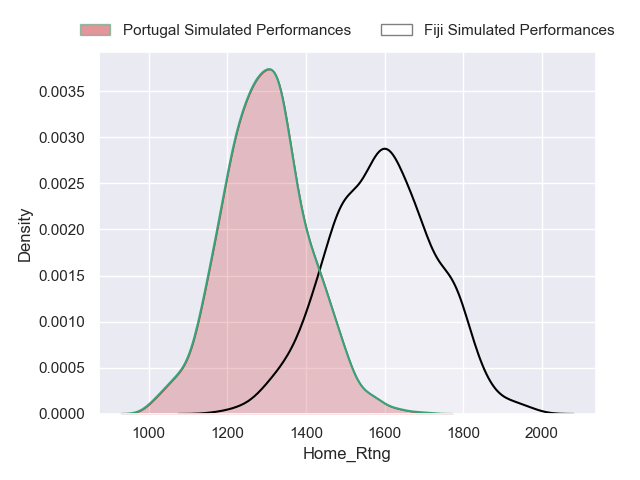 Portugal Simulated Performances Fiji Simulated Performances
0.0035
0.0030
0.0025
0.0020
0.0015
0.0010
0.0005
0.0000
Density
1000 1200 1400 1600 1800 2000
Home_Rtng